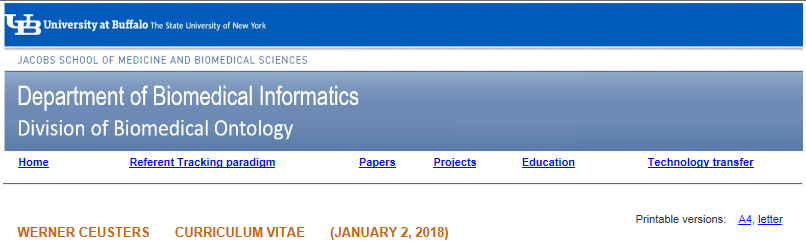 UB University at Buffalo The State University of New York
JACOBS SCHOOL OF MEDICINE AND BIOMEDICAL SCIENCES
Department of Biomedical Informatics
Division of Biomedical Ontology
Home Referent Tracking paradigm Papers Projects Education Technology transfer
Printable versions: A4, letter
WERNER CEUSTERS CURRICULUM VITAE (JANUARY 2, 2018)